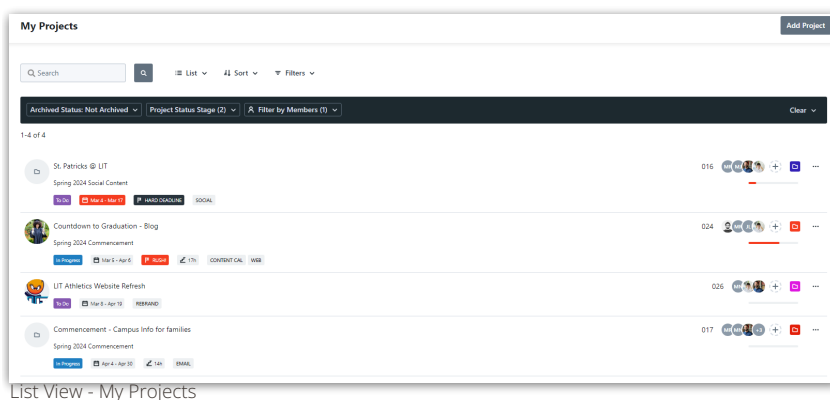 My Projects
Add Project
Search
List
Sort
Filters
Archived Status: Not Archived
Project Status Stage (2)
Filter by Members (1)
Clear
1-4 of 4
St. Patricks @ LIT
016
Spring 2024 Social Content
To Do Mar 4 - Mar 17 HARD DEADLINE SOCIAL
Countdown to Graduation - Blog
024
Spring 2024 Commencement
In Progress Mar 5 - Apr 6 RUSH! 17h CONTENT CAL WEB
LIT Athletics Website Refresh
026
To Do Mar 8 - Apr 19 REBRAND
Commencement - Campus Info for families
017 +3
Spring 2024 Commencement
In Progress Apr 4 - Apr 30 14h EMAIL
List View - My Projects